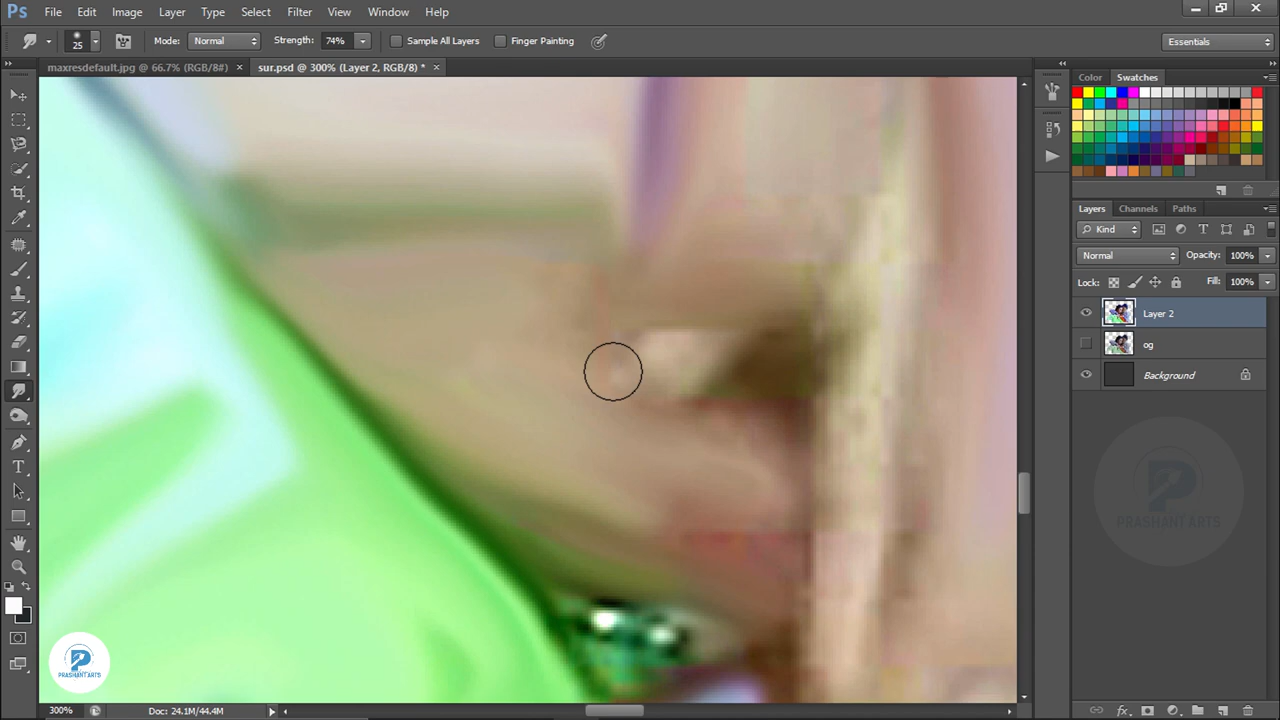 Ps File Edit Image Layer Type Select Filter View Window Help
25 Mode: Normal Strength: 74% Sample All Layers Finger Painting Essentials
maxresdefault.jpg @ 66.7% (RGB/8#) × sur.psd @ 300% (Layer 2, RGB/8) * ×
Color Swatches
Layers Channels Paths
Kind
Normal Opacity: 100%
Lock: Fill: 100%
Layer 2
og
Background
PRASHANT ARTS
PRASHANT ARTS
300% Doc: 24.1M/44.4M